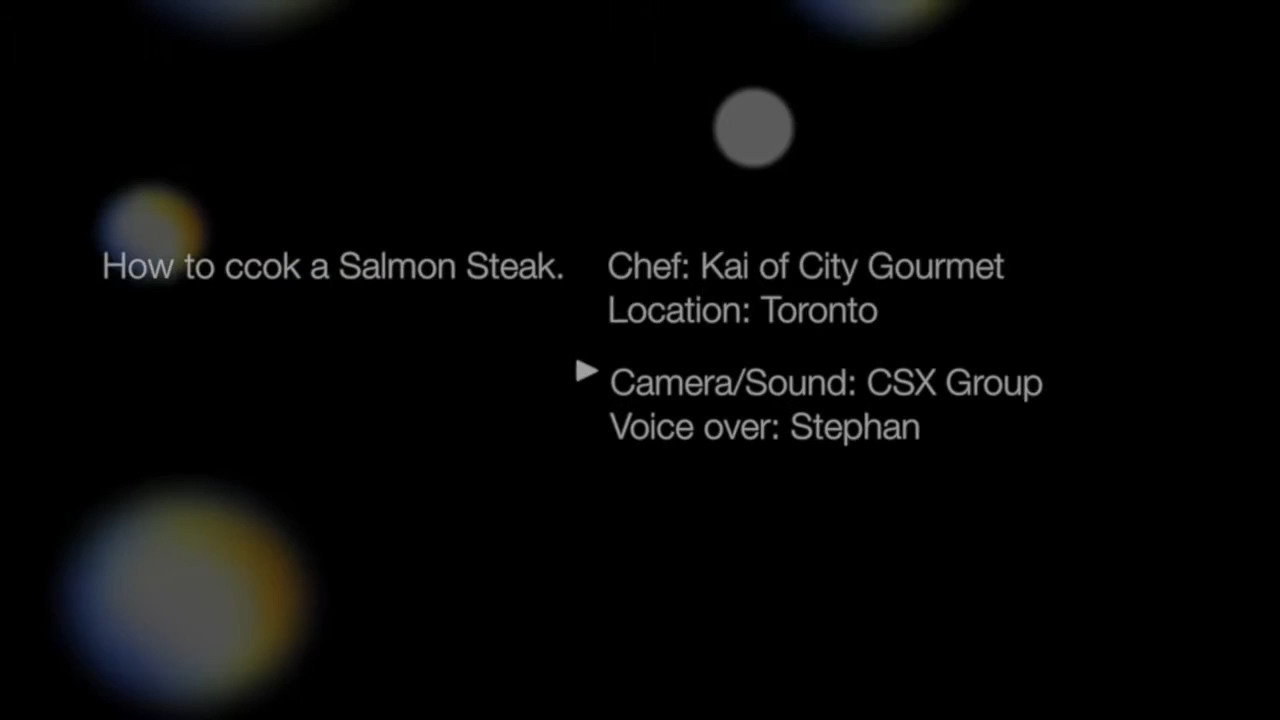 How to ccok a Salmon Steak.
Chef: Kai of City Gourmet
Location: Toronto
Camera/Sound: CSX Group
Voice over: Stephan